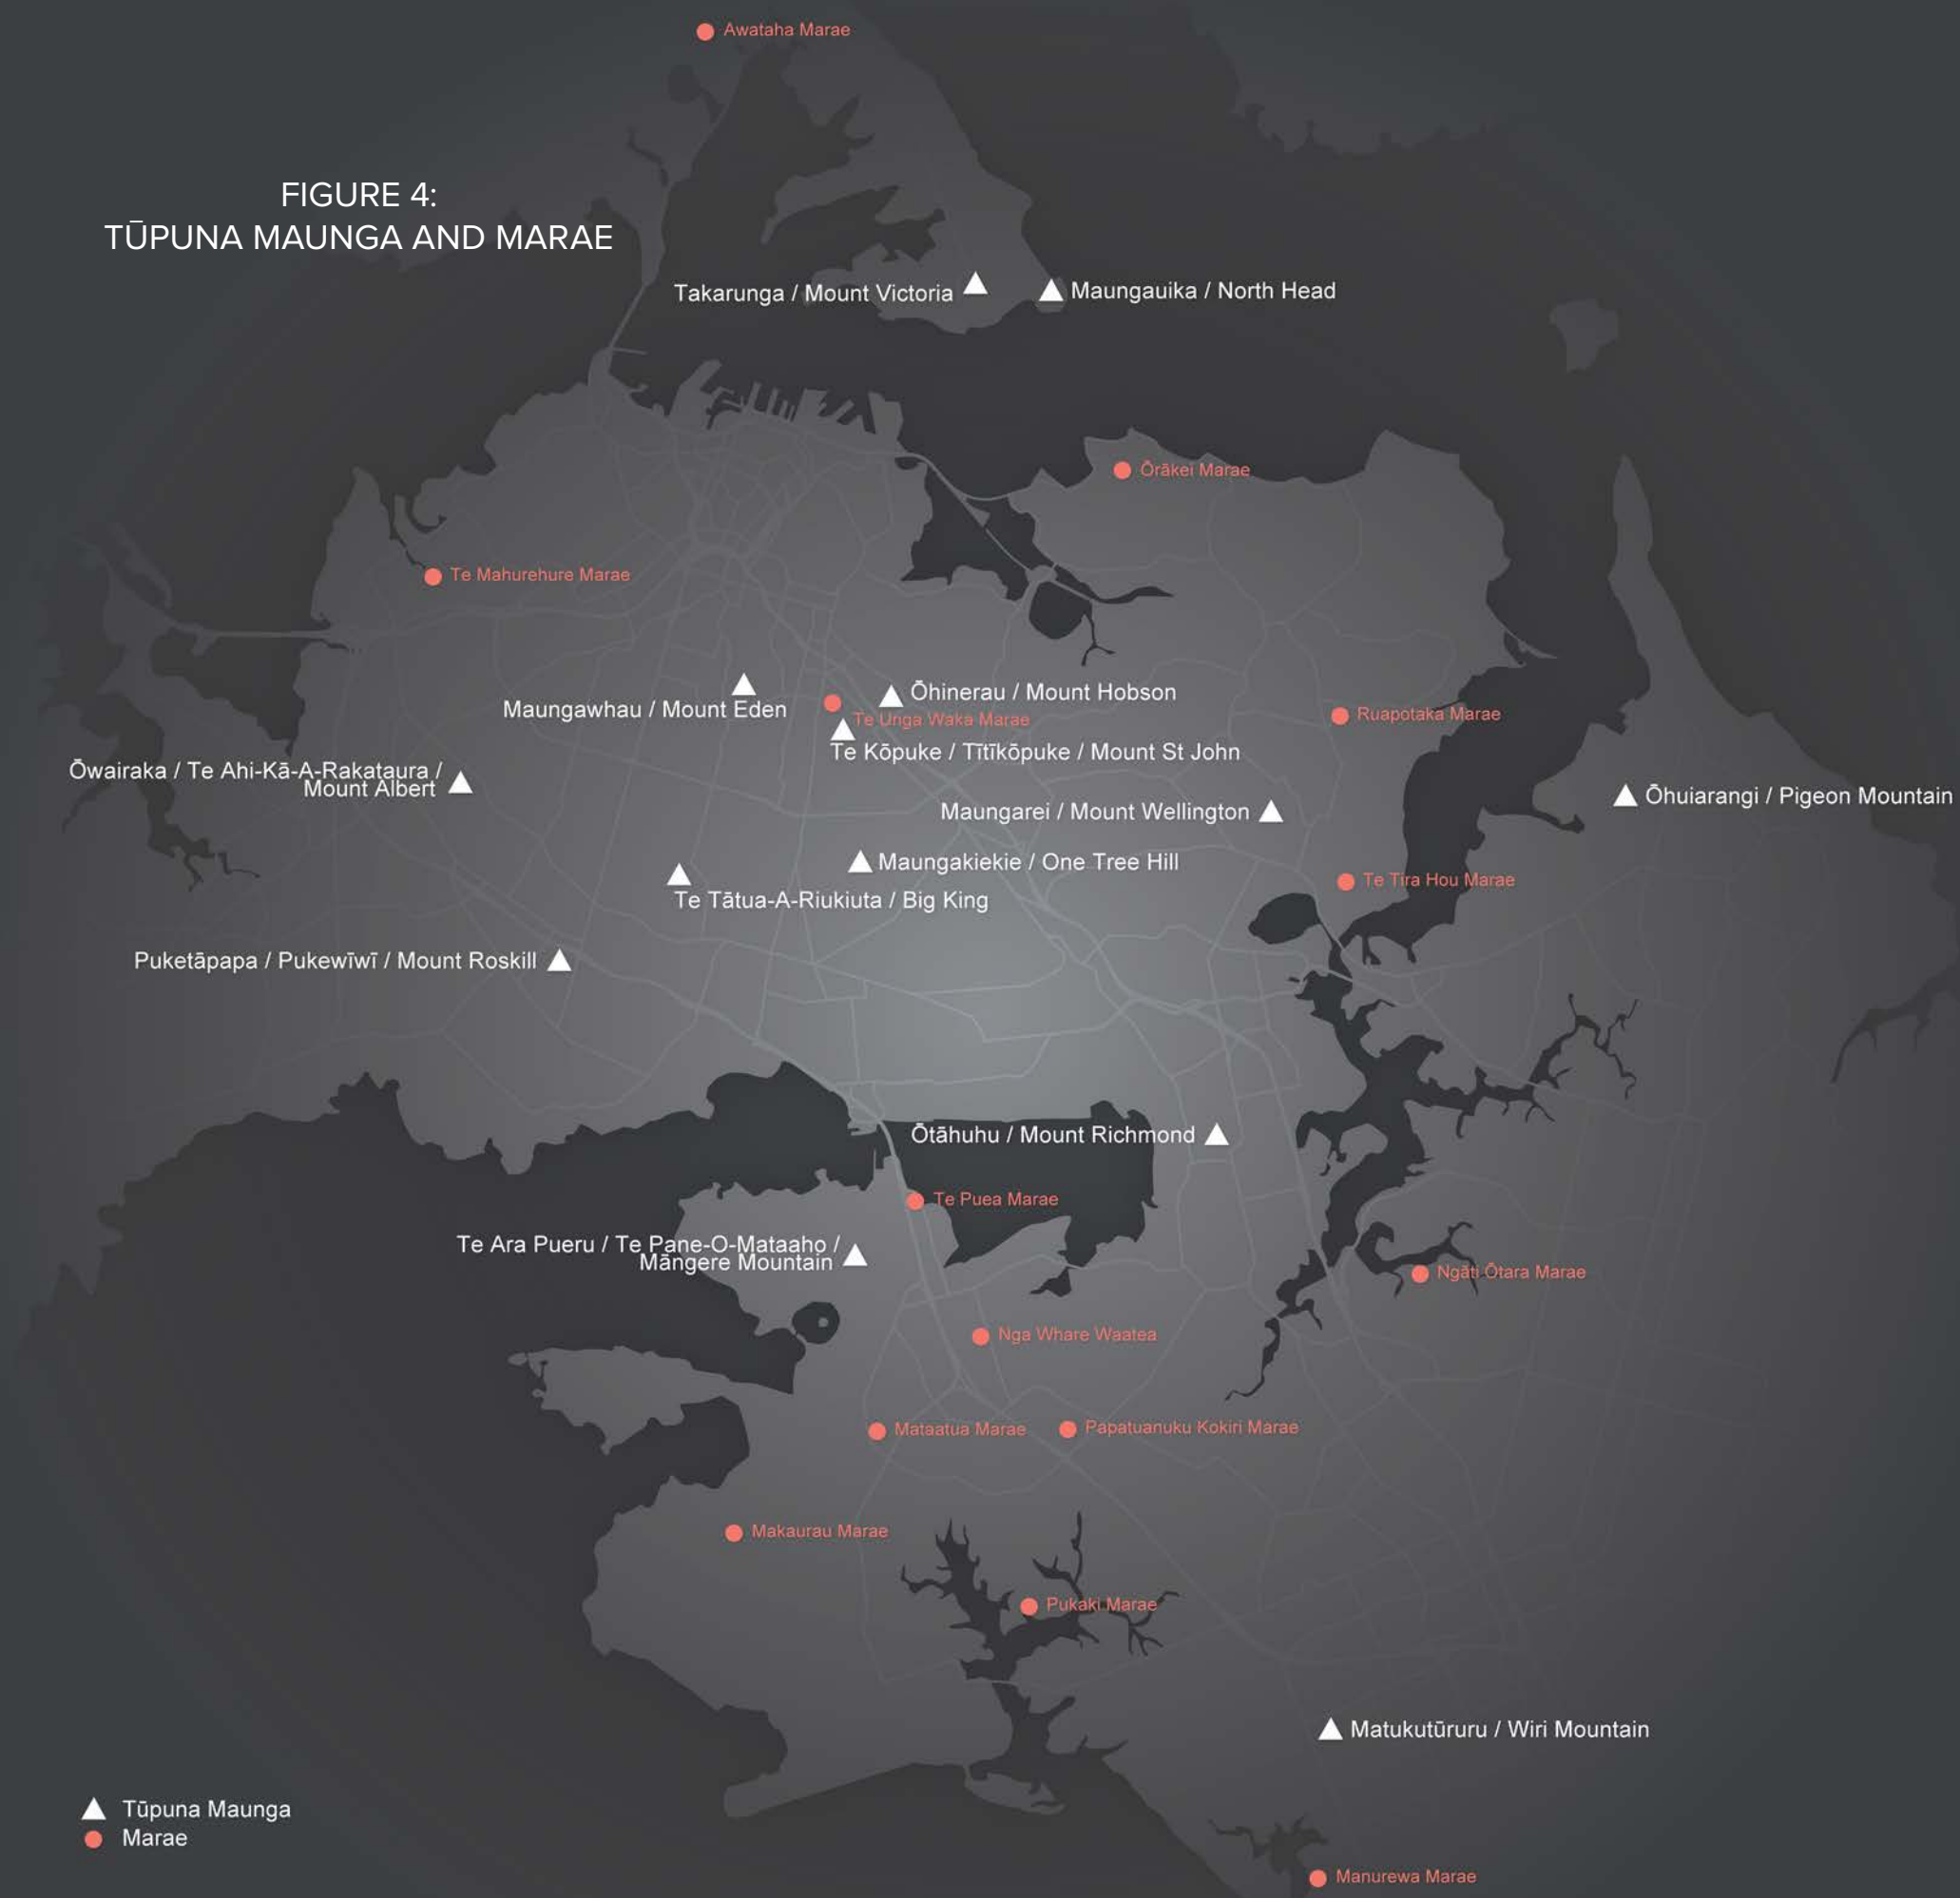 Awataha Marae
FIGURE 4:
TŪPUNA MAUNGA AND MARAE
Takarunga / Mount Victoria
Maungauika / North Head
Ōrākei Marae
Te Mahurehure Marae
Ōhinerau / Mount Hobson
Maungawhau / Mount Eden
Te Unga Waka Marae
Ruapotaka Marae
Te Kōpuke / Tītīkōpuke / Mount St John
Ōwairaka / Te Ahi-Kā-A-Rakataura /
Mount Albert
Ōhuiarangi / Pigeon Mountain
Maungarei / Mount Wellington
Maungakiekie / One Tree Hill
Te Tira Hou Marae
Te Tātua-A-Riukiuta / Big King
Puketāpapa / Pukewīwī / Mount Roskill
Ōtāhuhu / Mount Richmond
Te Puea Marae
Te Ara Pueru / Te Pane-O-Mataaho /
Māngere Mountain
Ngāti Ōtara Marae
Nga Whare Waatea
Mataatua Marae
Papatuanuku Kokiri Marae
Makaurau Marae
Pukaki Marae
Matukutūruru / Wiri Mountain
Tūpuna Maunga
Marae
Manurewa Marae